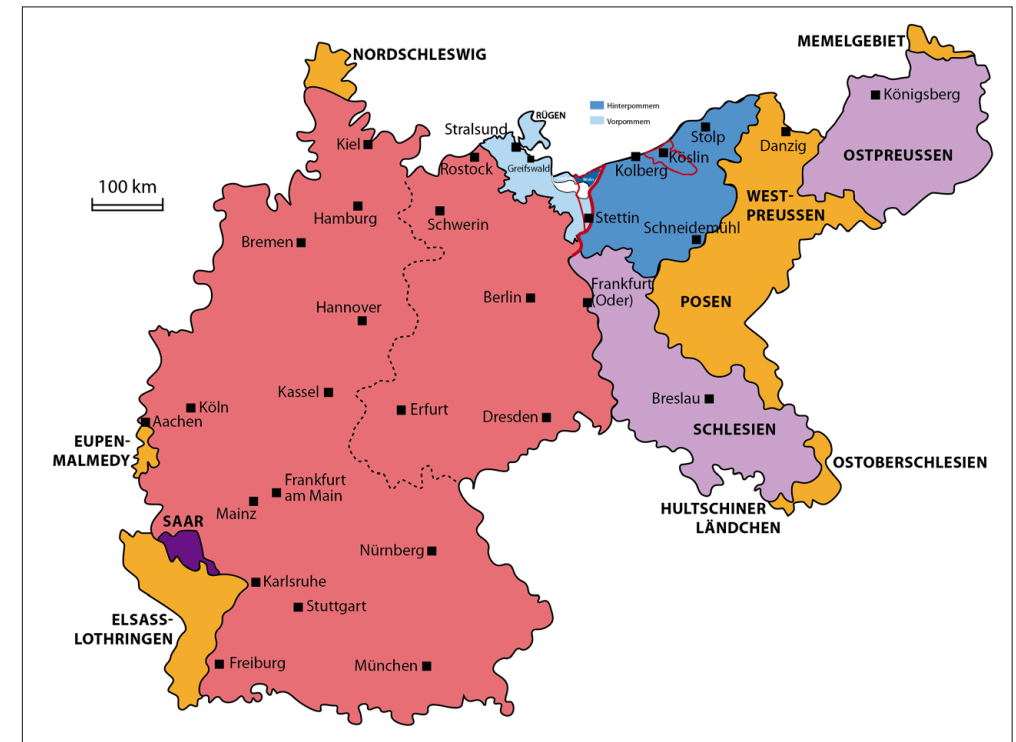 NORDSCHLESWIG
MEMELGEBIET
Königsberg
Hinterpommern
Vorpommern
RÜGEN
Stralsund
Stolp
Danzig
Kiel
Rostock
Greifswald
Kolberg
Köslin
OSTPREUSSEN
100 km
WEST-
PREUSSEN
Hamburg
Schwerin
Stettin
Schneidemühl
Bremen
Frankfurt
(Oder)
Berlin
POSEN
Hannover
Kassel
Breslau
Köln
Erfurt
Dresden
Aachen
SCHLESIEN
EUPEN-
MALMEDY
OSTOBERSCHLESIEN
Frankfurt
am Main
Mainz
HULTSCHINER
LÄNDCHEN
SAAR
Nürnberg
Karlsruhe
Stuttgart
ELSASS-
LOTHRINGEN
Freiburg
München